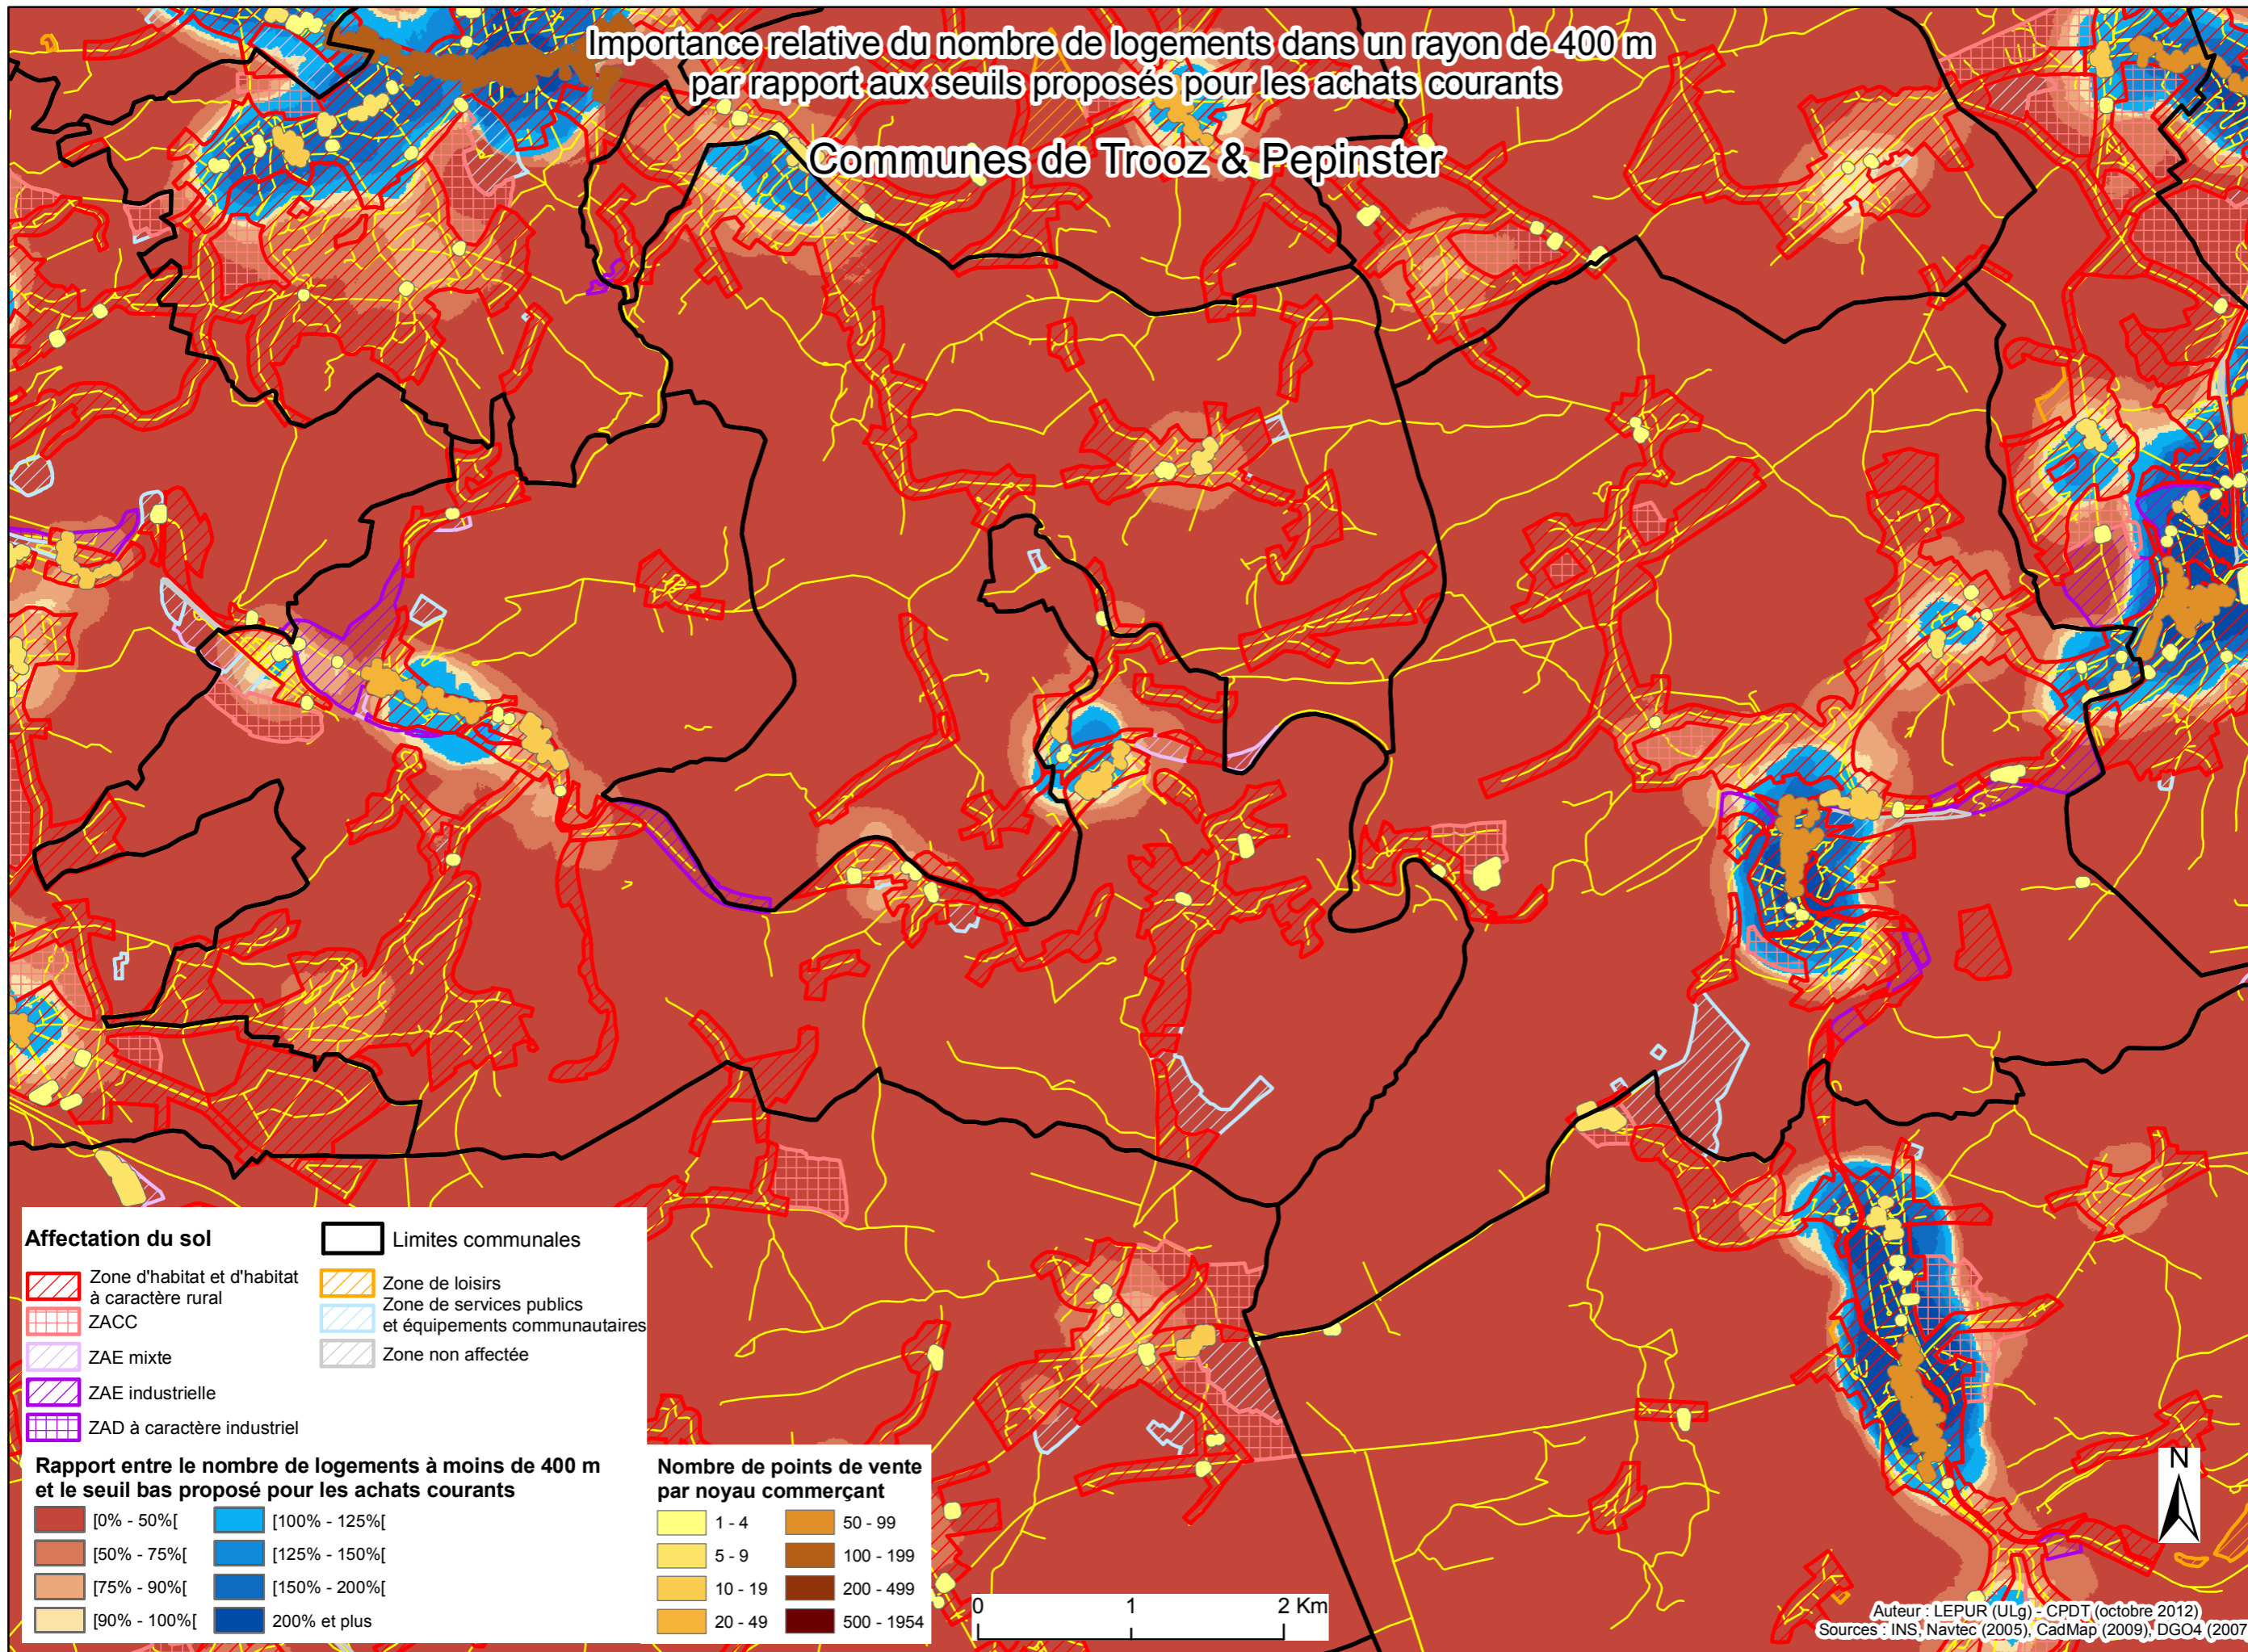 Importance relative du nombre de logements dans un rayon de 400 m
par rapport aux seuils proposés pour les achats courants
Communes de Trooz & Pepinster
Affectation du sol
Zone d'habitat et d'habitat
à caractère rural
ZACC
ZAE mixte
ZAE industrielle
ZAD à caractère industriel
Limites communales
Zone de loisirs
Zone de services publics
et équipements communautaires
Zone non affectée
Rapport entre le nombre de logements à moins de 400 m
et le seuil bas proposé pour les achats courants
[0% - 50%[
[50% - 75%[
[75% - 90%[
[90% - 100%[
[100% - 125%[
[125% - 150%[
[150% - 200%[
200% et plus
Nombre de points de vente
par noyau commerçant
1 - 4
5 - 9
10 - 19
20 - 49
50 - 99
100 - 199
200 - 499
500 - 1954
0 1 2 Km
N
Auteur : LEPUR (ULg) - CPDT (octobre 2012)
Sources : INS, Navtec (2005), CadMap (2009), DGO4 (2007